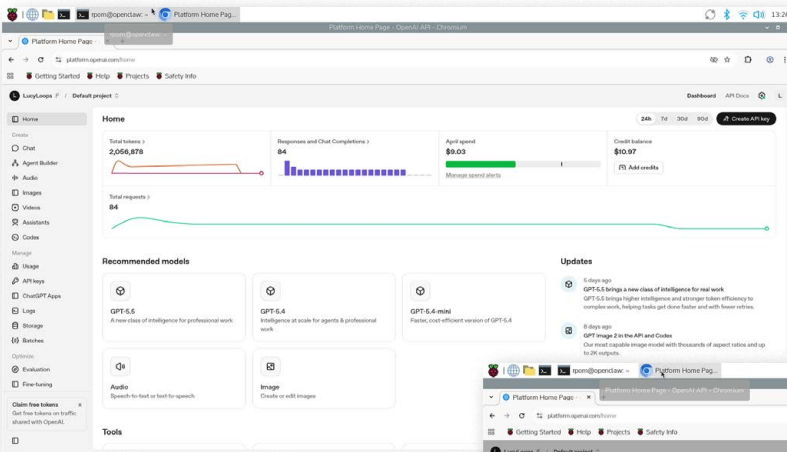 rpom@openclaw: ~
Platform Home Pag...
13:26
Platform Home Page - OpenAI API - Chromium
rpom@openclaw: ~
Platform Home Page
platform.openai.com/home
Getting Started
Help
Projects
Safety Info
L LucyLoops / Default project
Dashboard
API Docs
L
Home
Create
Chat
Agent Builder
Audio
Images
Videos
Assistants
Codex
Manage
Usage
API keys
ChatGPT Apps
Logs
Storage
Batches
Optimize
Evaluation
Fine-tuning
Claim free tokens ×
Get free tokens on traffic
shared with OpenAI.
Home
24h 7d 30d 90d
Create API key
Total tokens >
2,056,878
Responses and Chat Completions >
84
April spend
$9.03
Manage spend alerts
Credit balance
$10.97
Add credits
Total requests >
84
Recommended models
GPT-5.5
A new class of intelligence for professional work
GPT-5.4
Intelligence at scale for agents & professional
work
GPT-5.4-mini
Faster, cost-efficient version of GPT-5.4
Audio
Speech-to-text or text-to-speech
Image
Create or edit images
Tools
Updates
5 days ago
GPT-5.5 brings a new class of intelligence for real work
GPT-5.5 brings higher intelligence and stronger token efficiency to
complex work, helping tasks get done faster and with fewer retries.
8 days ago
GPT image 2 in the API and Codex
Our most capable image model with thousands of aspect ratios and up
to 2K outputs.
rpom@openclaw: ~
Platform Home Pag...
Platform Home Page - OpenAI API - Chromium
Platform Home Page
platform.openai.com/home
Getting Started
Help
Projects
Safety Info
LucyLoops / Default project